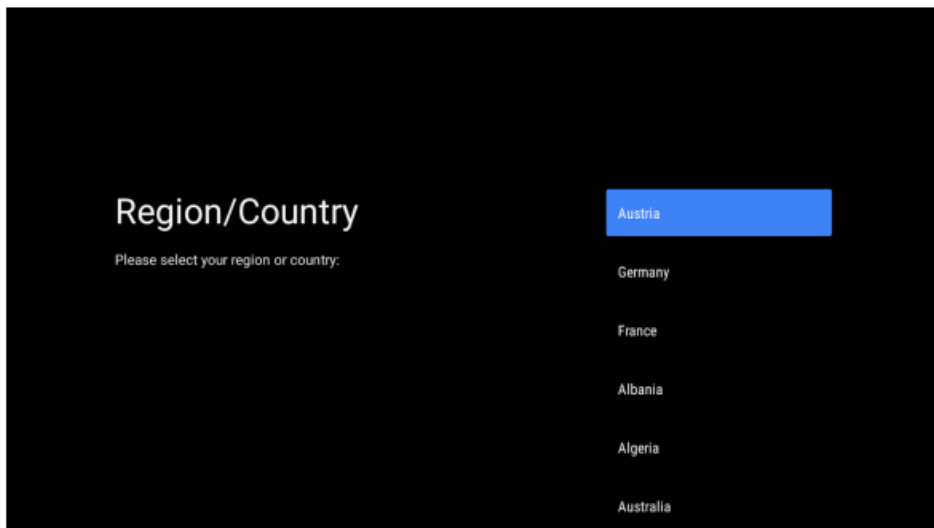 Region/Country
Please select your region or country:
Austria
Germany
France
Albania
Algeria
Australia